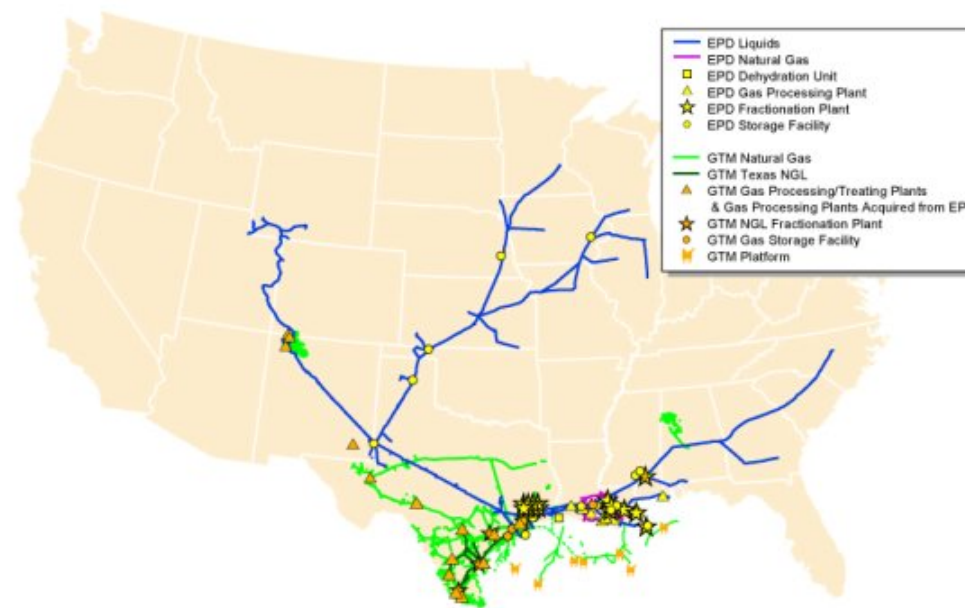 EPD Liquids
EPD Natural Gas
EPD Dehydration Unit
EPD Gas Processing Plant
EPD Fractionation Plant
EPD Storage Facility
GTM Natural Gas
GTM Texas NGL
GTM Gas Processing/Treating Plants
& Gas Processing Plants Acquired from EP
GTM NGL Fractionation Plant
GTM Gas Storage Facility
GTM Platform